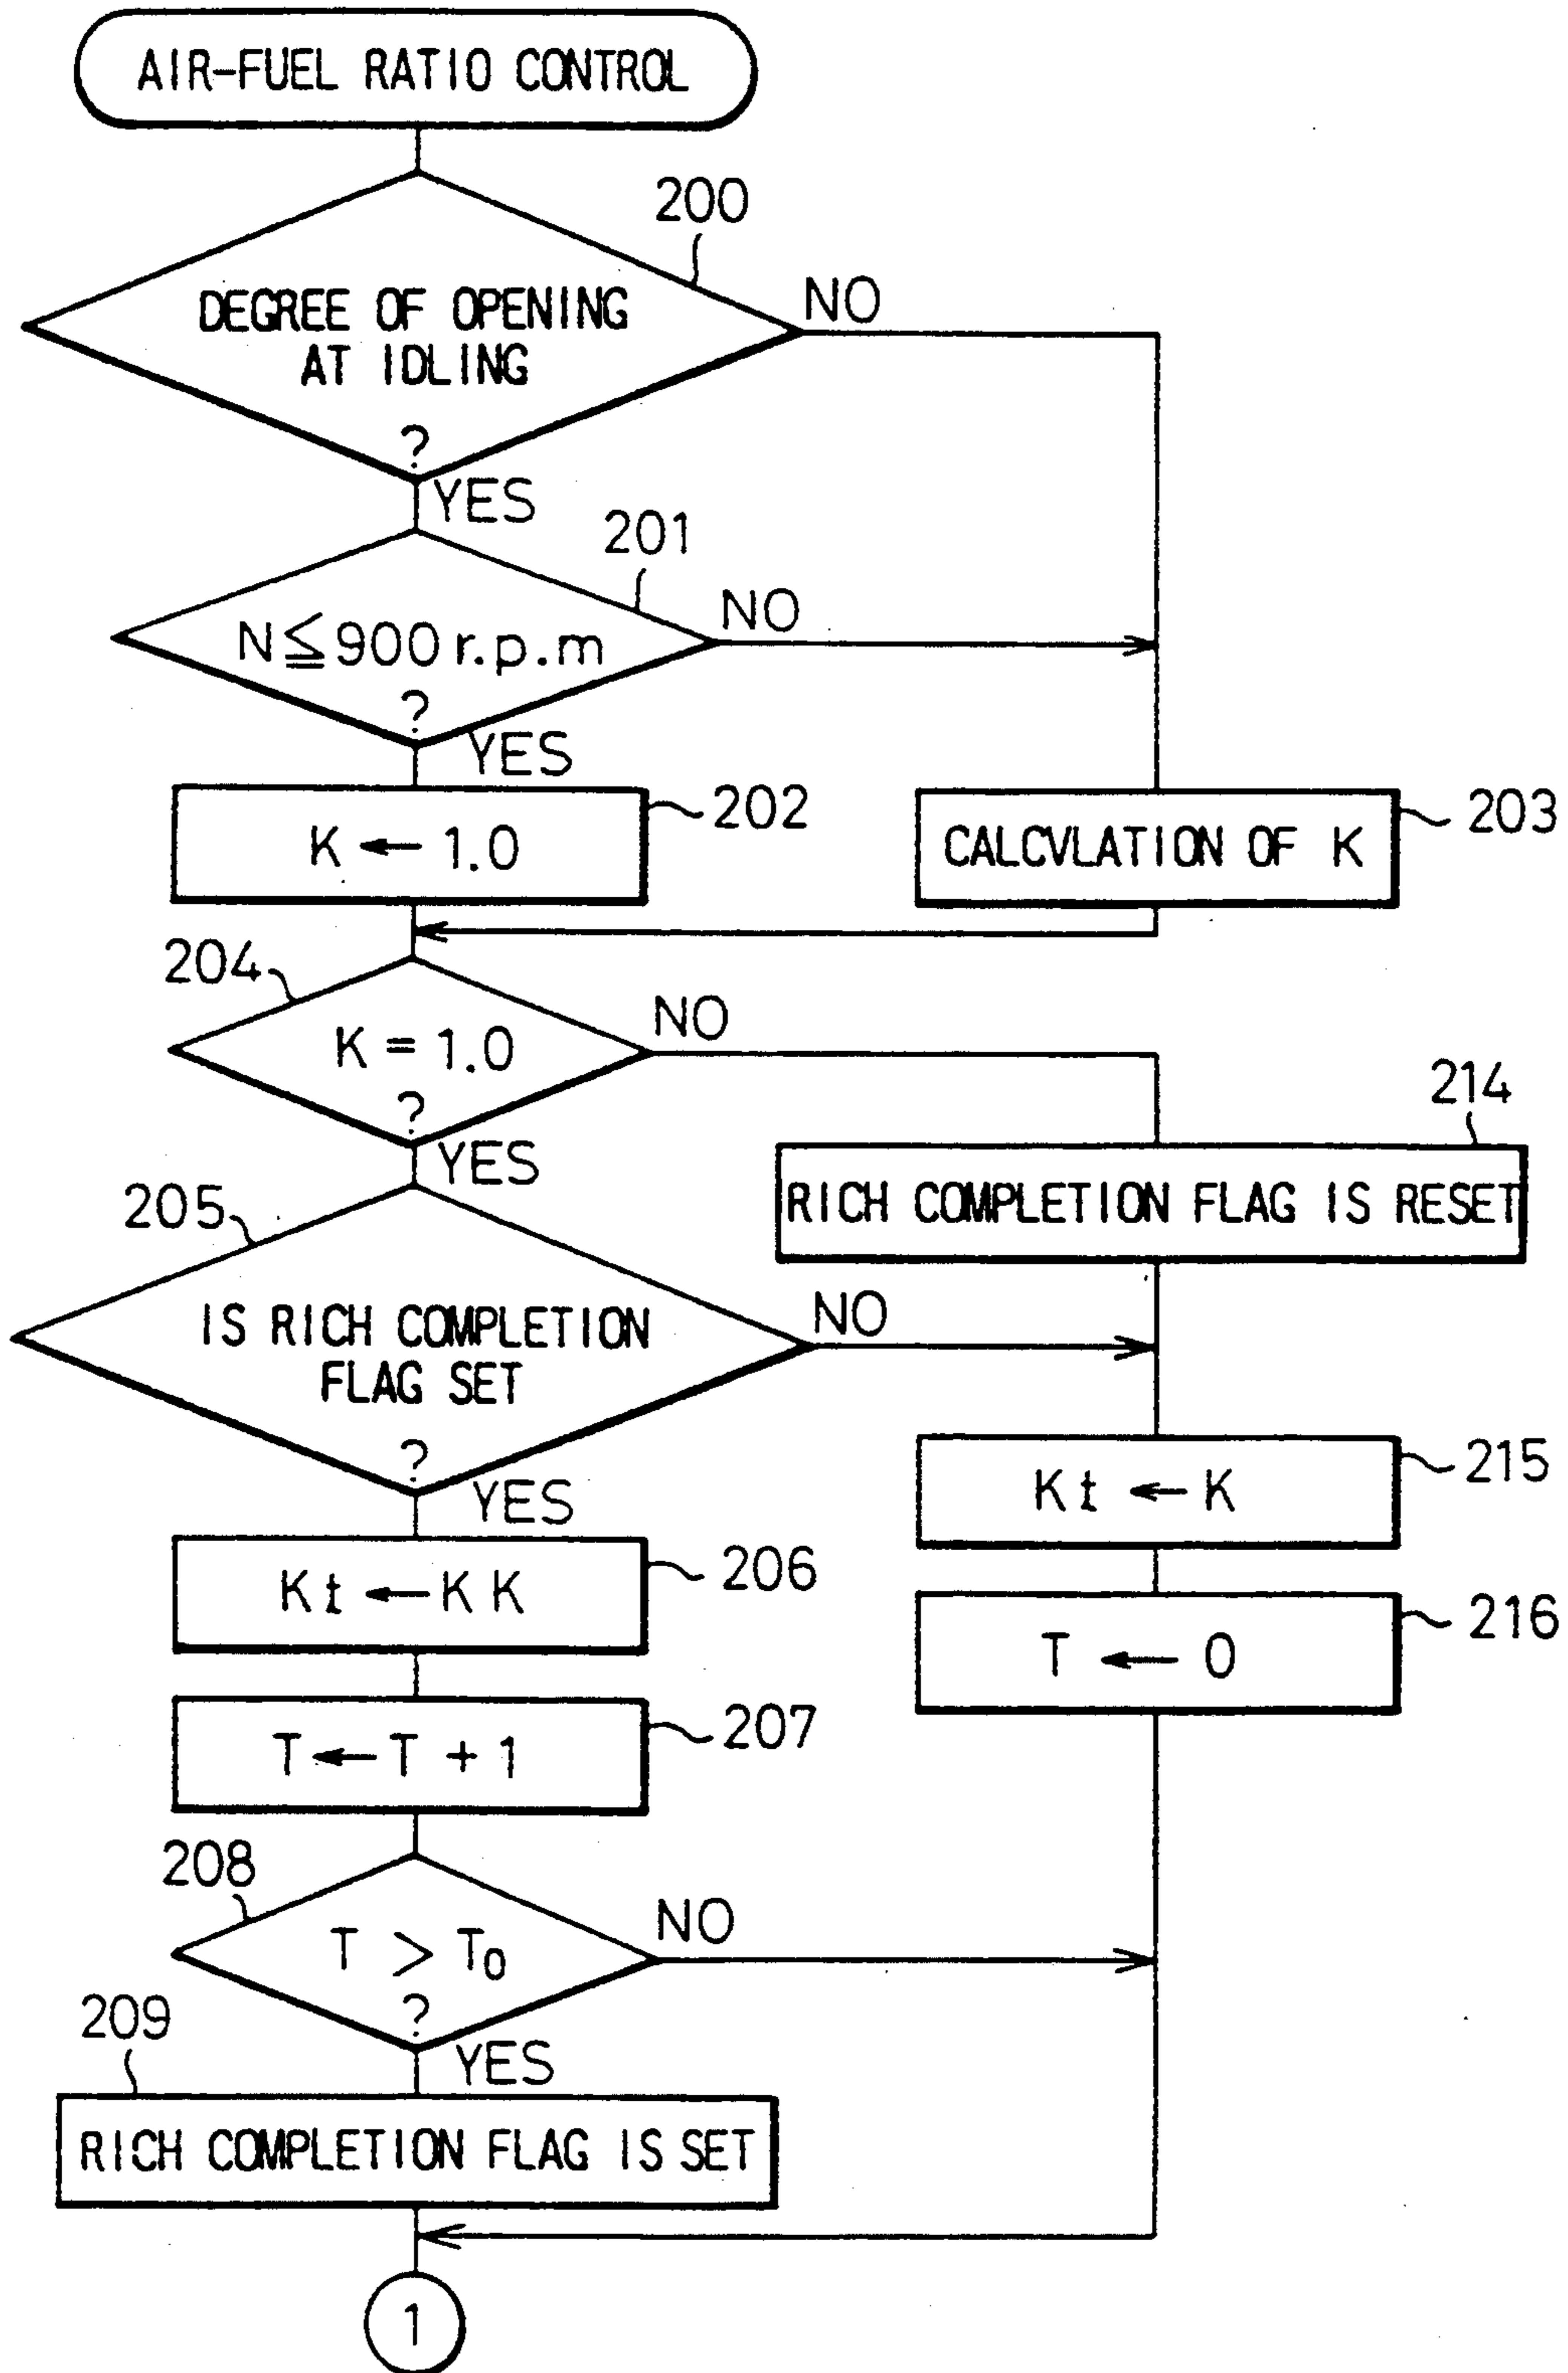 AIR-FUEL RATIO CONTROL
200
DEGREE OF OPENING
AT IDLING
?
NO
YES
201
N≦900 r.p.m
?
NO
YES
K ← 1.0
202
CALCVLATION OF K
203
204
K = 1.0
?
NO
YES
214
RICH COMPLETION FLAG IS RESET
205
IS RICH COMPLETION
FLAG SET
?
NO
YES
Kt ← K
215
Kt ← KK
206
T ← 0
216
T ← T + 1
207
208
T > T0
?
NO
YES
209
RICH COMPLETION FLAG IS SET
1